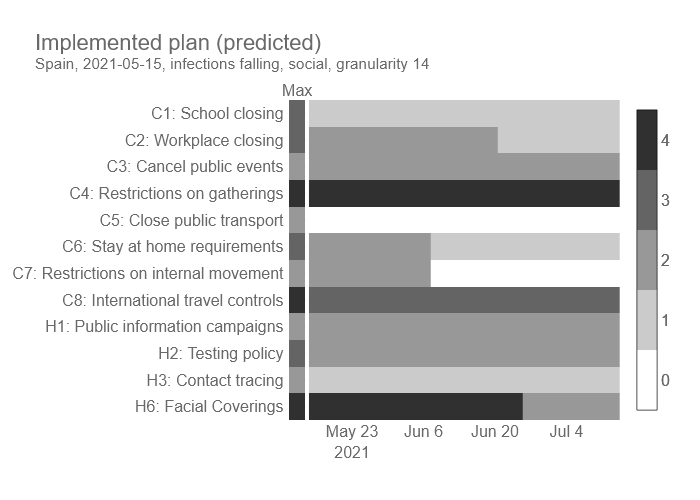 Implemented plan (predicted)
Spain, 2021-05-15, infections falling, social, granularity 14
Max
C1: School closing
C2: Workplace closing
C3: Cancel public events
C4: Restrictions on gatherings
C5: Close public transport
C6: Stay at home requirements
C7: Restrictions on internal movement
C8: International travel controls
H1: Public information campaigns
H2: Testing policy
H3: Contact tracing
H6: Facial Coverings
4
3
2
1
0
May 23 Jun 6 Jun 20 Jul 4
2021